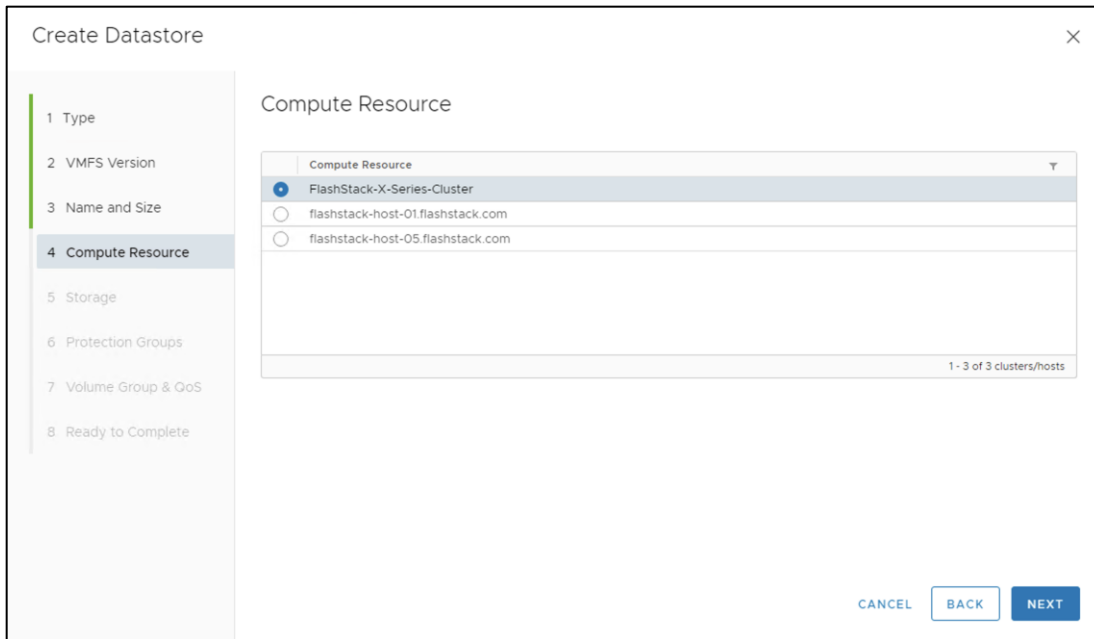 Create Datastore
1 Type
2 VMFS Version
3 Name and Size
4 Compute Resource
5 Storage
6 Protection Groups
7 Volume Group & QoS
8 Ready to Complete
Compute Resource
Compute Resource
FlashStack-X-Series-Cluster
flashstack-host-01.flashstack.com
flashstack-host-05.flashstack.com
1 - 3 of 3 clusters/hosts
CANCEL BACK NEXT